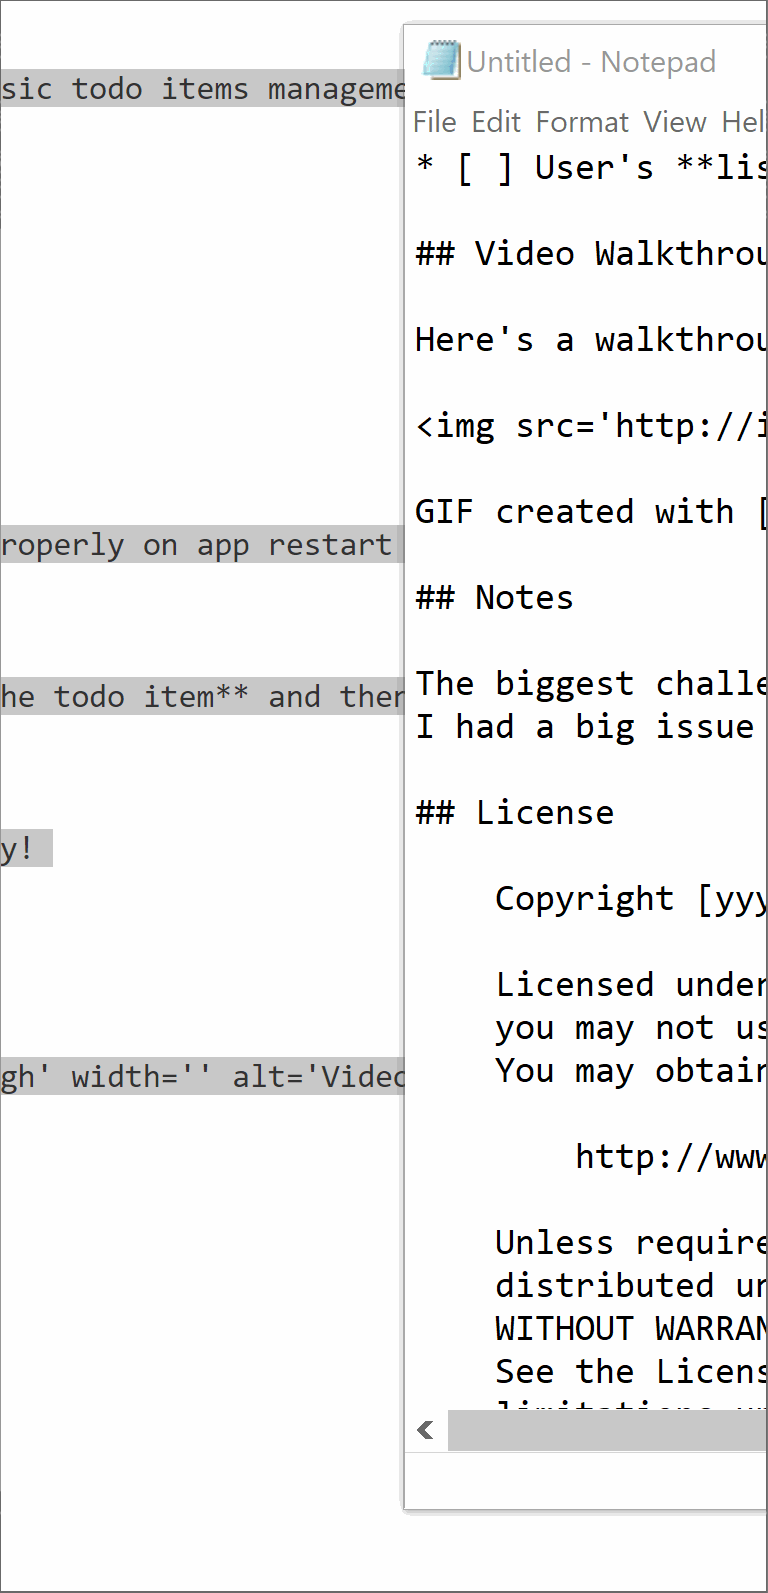 sic todo items manageme
roperly on app restart
he todo item** and then
y!
gh' width='' alt='Video
Untitled - Notepad
File Edit Format View Hel
* [ ] User's **lis
## Video Walkthrou
Here's a walkthrou
<img src='http://i
GIF created with [
## Notes
The biggest challe
I had a big issue
## License
Copyright [yyy
Licensed under
you may not us
You may obtain
http://www
Unless require
distributed un
WITHOUT WARRAN
See the Licens